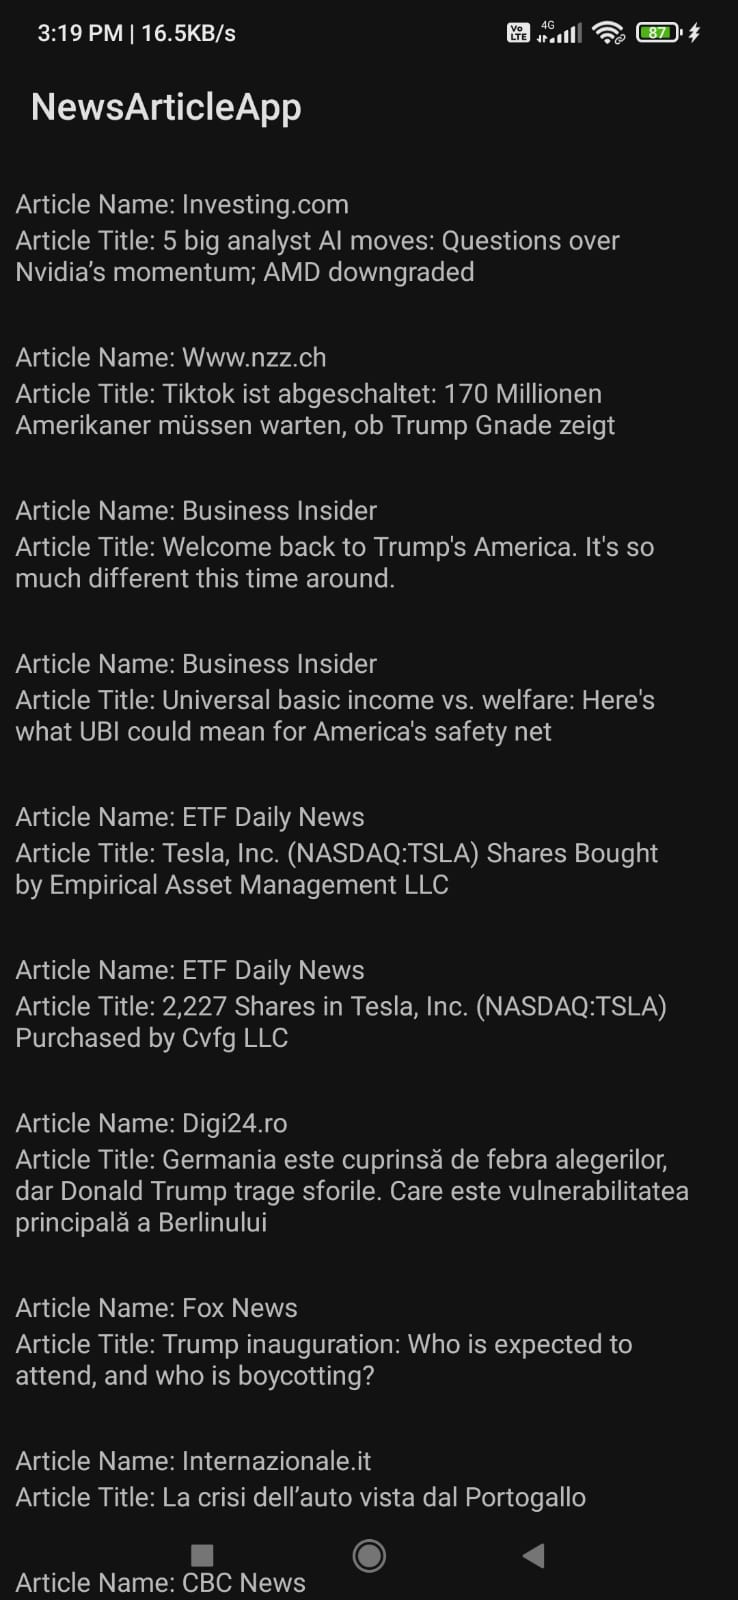 3:19 PM | 16.5KB/s
Vo LTE
4G
87
NewsArticleApp
Article Name: Investing.com
Article Title: 5 big analyst AI moves: Questions over
Nvidia’s momentum; AMD downgraded
Article Name: Www.nzz.ch
Article Title: Tiktok ist abgeschaltet: 170 Millionen
Amerikaner müssen warten, ob Trump Gnade zeigt
Article Name: Business Insider
Article Title: Welcome back to Trump's America. It's so
much different this time around.
Article Name: Business Insider
Article Title: Universal basic income vs. welfare: Here's
what UBI could mean for America's safety net
Article Name: ETF Daily News
Article Title: Tesla, Inc. (NASDAQ:TSLA) Shares Bought
by Empirical Asset Management LLC
Article Name: ETF Daily News
Article Title: 2,227 Shares in Tesla, Inc. (NASDAQ:TSLA)
Purchased by Cvfg LLC
Article Name: Digi24.ro
Article Title: Germania este cuprinsă de febra alegerilor,
dar Donald Trump trage sforile. Care este vulnerabilitatea
principală a Berlinului
Article Name: Fox News
Article Title: Trump inauguration: Who is expected to
attend, and who is boycotting?
Article Name: Internazionale.it
Article Title: La crisi dell’auto vista dal Portogallo
Article Name: CBC News